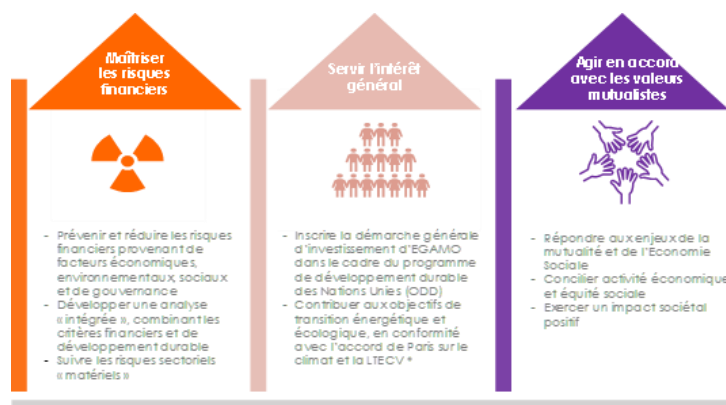 Maîtriser
les risques
financiers
- Prévenir et réduire les risques
financiers provenant de
facteurs économiques,
environnementaux, sociaux
et de gouvernance
- Développer une analyse
« intégrée », combinant les
critères financiers et de
développement durable
- Suivre les risques sectoriels
« matériels »
Servir l'intérêt
général
- Inscrire la démarche générale
d'investissement d'EGAMO
dans le cadre du programme
de développement durable
des Nations Unies (ODD)
- Contribuer aux objectifs de
transition énergétique et
écologique, en conformité
avec l'accord de Paris sur le
climat et la LTECV *
Agir en accord
avec les valeurs
mutualistes
- Répondre aux enjeux de la
mutualité et de l'Economie
Sociale
- Concilier activité économique
et équité sociale
- Exercer un impact sociétal
positif